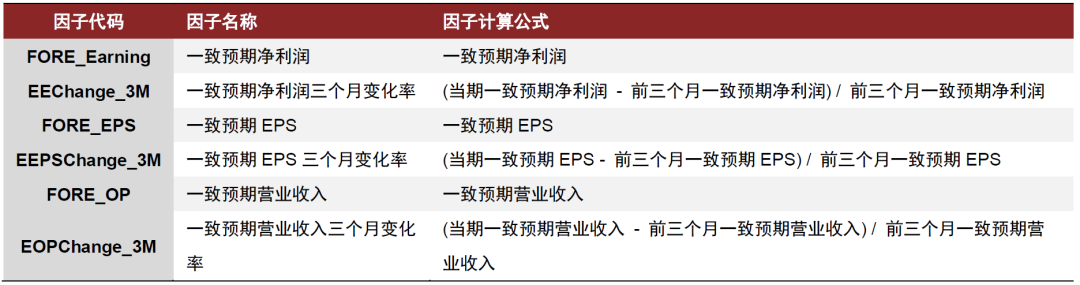 因子代码 因子名称 因子计算公式
FORE_Earning 一致预期净利润 一致预期净利润
EEChange_3M 一致预期净利润三个月变化率 (当期一致预期净利润 - 前三个月一致预期净利润) / 前三个月一致预期净利润
FORE_EPS 一致预期 EPS 一致预期 EPS
EEPSChange_3M 一致预期 EPS 三个月变化率 (当期一致预期 EPS - 前三个月一致预期 EPS) / 前三个月一致预期 EPS
FORE_OP 一致预期营业收入 一致预期营业收入
EOPChange_3M 一致预期营业收入三个月变化 (当期一致预期营业收入 - 前三个月一致预期营业收入) / 前三个月一致预期营
率 业收入